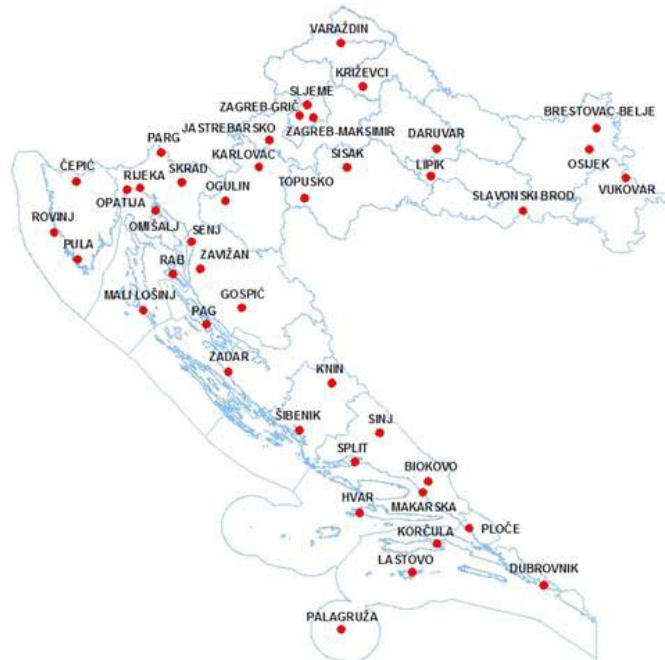 VARAŽDIN
KRIŽEVCI
SLJEME
ZAGREB-GRIČ
BRESTOVAC-BELJE
ZAGREB-MAKSIMIR
JASTREBARSKO
DARUVAR
PARG
KARLOVAC
SISAK
OSIJEK
ČEPIĆ
RIJEKA
SKRAD
LIPIK
OGULIN
TOPUSKO
VUKOVAR
OPATIJA
SLAVONSKI BROD
ROVINJ
OMIŠALJ
SENJ
PULA
RAB
ZAVIŽAN
MALI LOŠINJ
GOSPIĆ
PAG
ZADAR
KNIN
ŠIBENIK
SINJ
SPLIT
BIOKOVO
HVAR
MAKARSKA
KORČULA
PLOČE
LASTOVO
DUBROVNIK
PALAGRUŽA